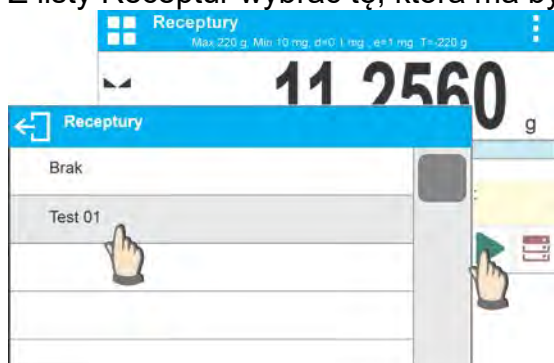 Z listy Receptur wybrać tę, która ma by
Receptury
Max 220 g, Min 10 mg, d=0.1 mg , e=1 mg T=-220 g
11.2560
g
Receptury
Brak
Test 01
: